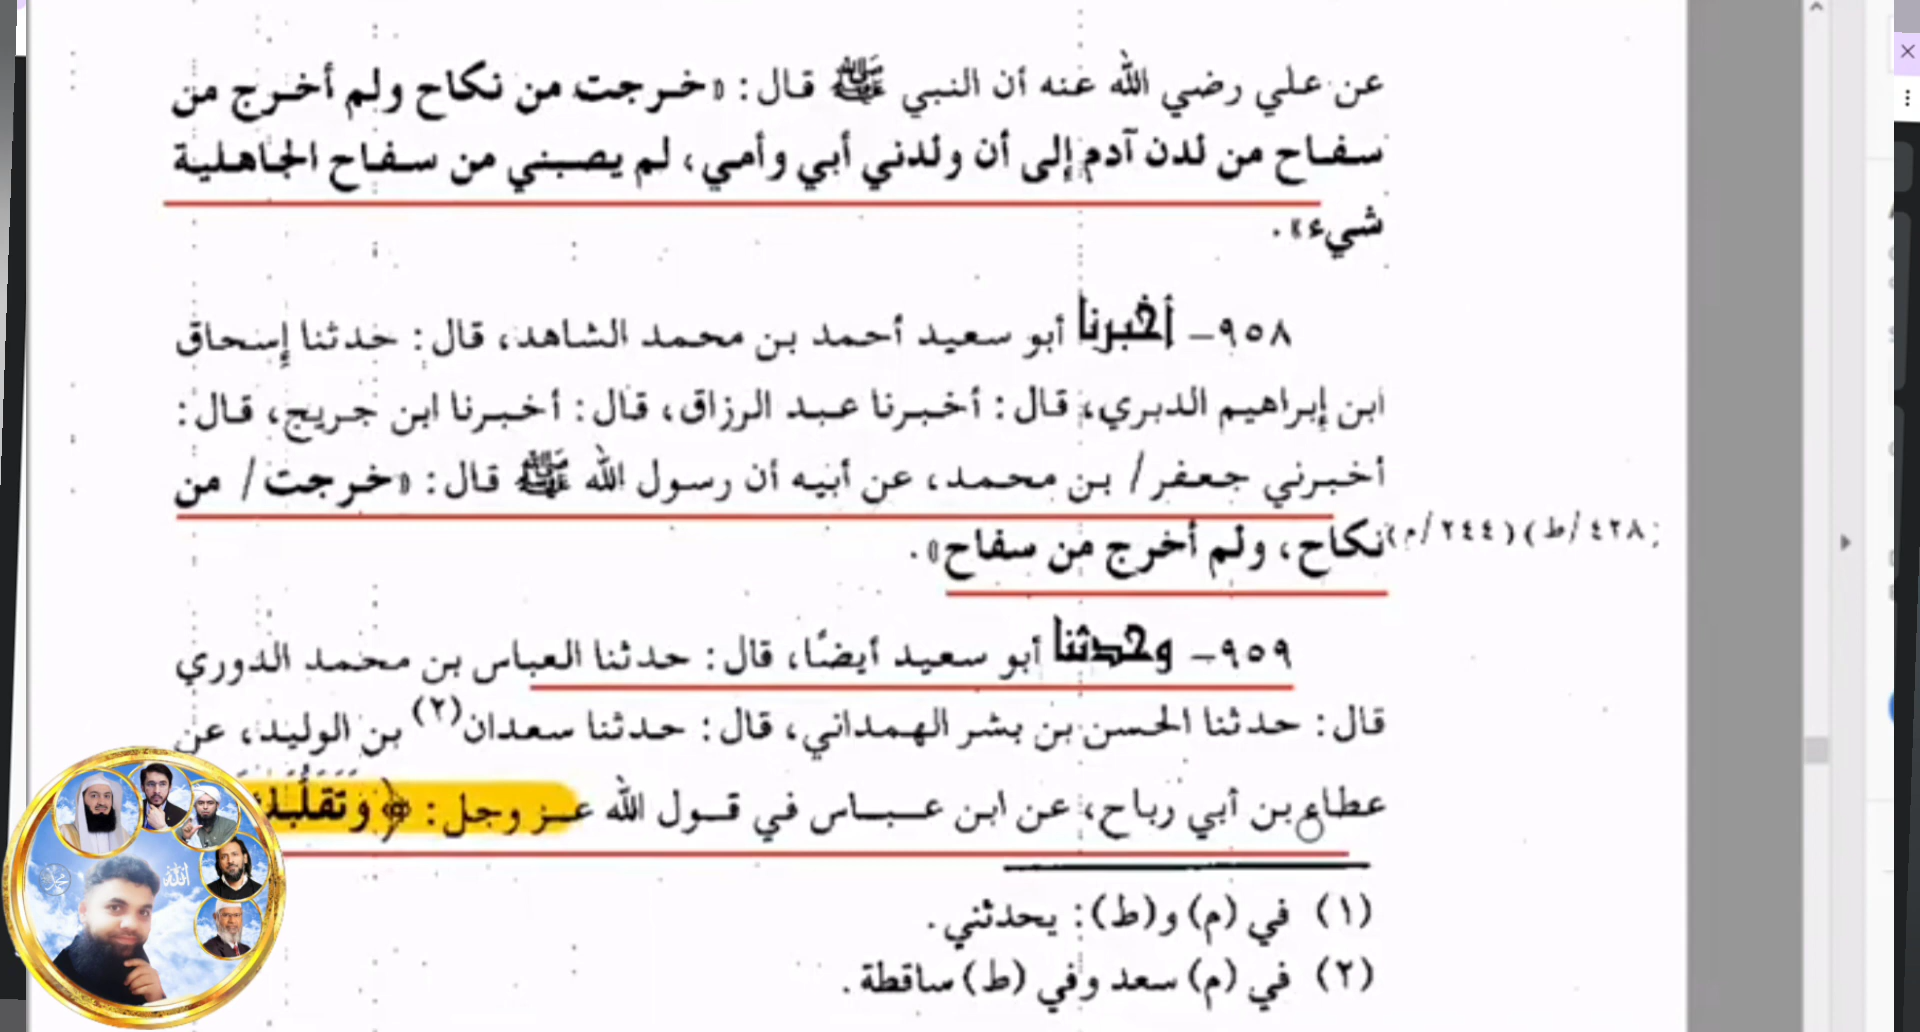 عن علي رضي الله عنه أن النبي ﷺ قال: «خرجت من نكاح ولم أخرج من
سفاح من لدن آدم إلى أن ولدني أبي وأمي، لم يصبني من سفاح الجاهلية
شيء».
٩٥٨- أخبرنا أبو سعيد أحمد بن محمد الشاهد، قال: حدثنا إسحاق
ابن إبراهيم الدبري، قال: أخبرنا عبد الرزاق، قال: أخبرنا ابن جريج، قال:
أخبرني جعفر/ بن محمد، عن أبيه أن رسول الله ﷺ قال: «خرجت/ من
نكاح، ولم أخرج من سفاح».
(٢٤٤/م) (٤٢٨/ط
٩٥٩- وحدثنا أبو سعيد أيضًا، قال: حدثنا العباس بن محمد الدوري
قال: حدثنا الحسن بن بشر الهمداني، قال: حدثنا سعدان(٢) بن الوليد، عن
عطاء بن أبي رباح، عن ابن عباس في قول الله عز وجل: ﴿وَتَقَلُّبَكَ
(١) في (م) و(ط): يحدثني.
(٢) في (م) سعد وفي (ط) ساقطة.
الله
محمد